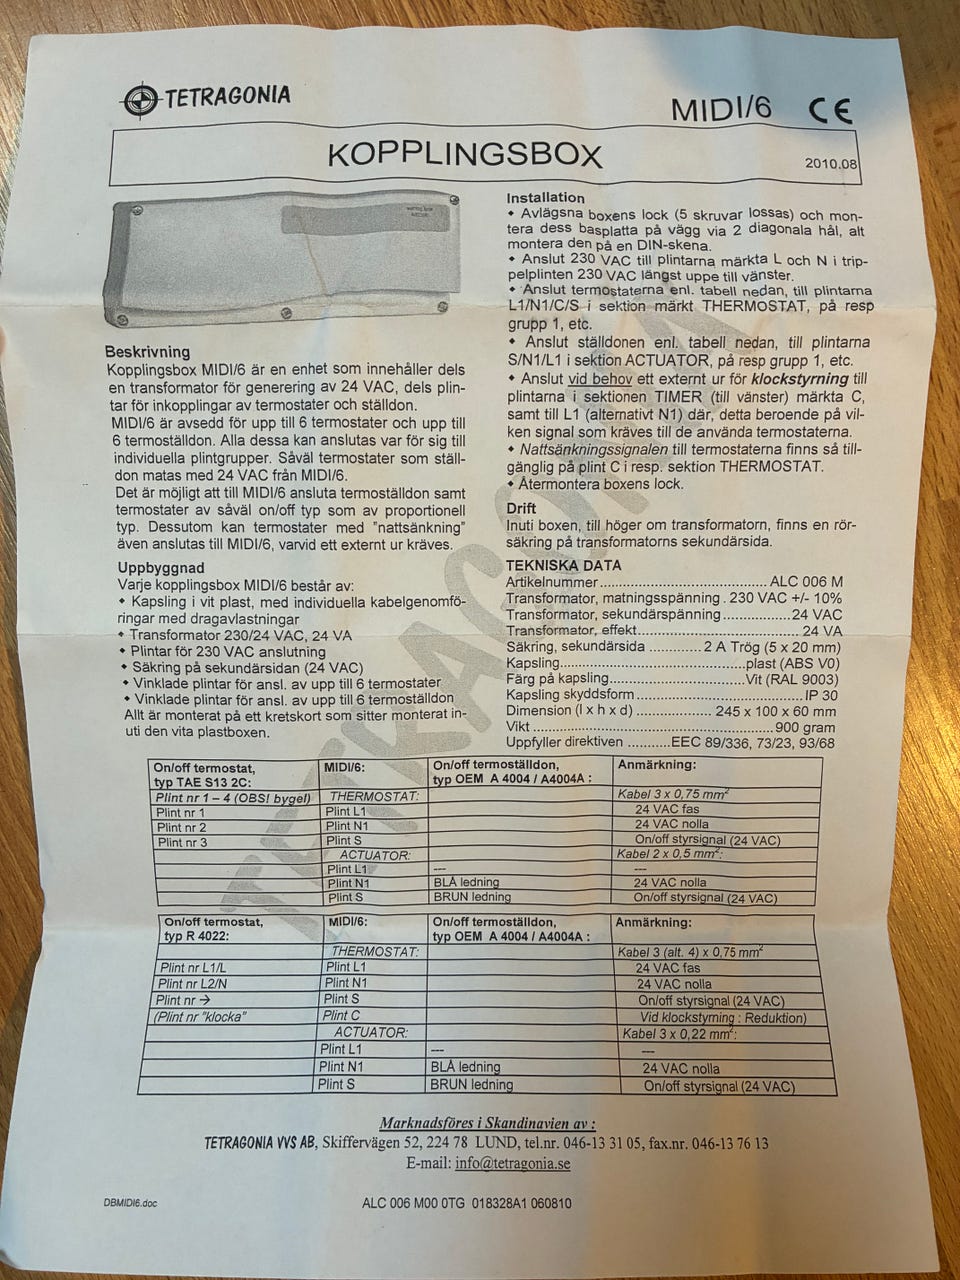 TETRAGONIA
MIDI/6 CE
KOPPLINGSBOX
2010.08
Beskrivning
Kopplingsbox MIDI/6 är en enhet som innehåller dels
en transformator för generering av 24 VAC, dels plin-
tar för inkopplingar av termostater och ställdon.
MIDI/6 är avsedd för upp till 6 termostater och upp till
6 termoställdon. Alla dessa kan anslutas var för sig till
individuella plintgrupper. Såväl termostater som ställ-
don matas med 24 VAC från MIDI/6.
Det är möjligt att till MIDI/6 ansluta termoställdon samt
termostater av såväl on/off typ som av proportionell
typ. Dessutom kan termostater med ”nattsänkning”
även anslutas till MIDI/6, varvid ett externt ur kräves.
Uppbyggnad
Varje kopplingsbox MIDI/6 består av:
• Kapsling i vit plast, med individuella kabelgenomfö-
ringar med dragavlastningar
• Transformator 230/24 VAC, 24 VA
• Plintar för 230 VAC anslutning
• Säkring på sekundärsidan (24 VAC)
• Vinklade plintar för ansl. av upp till 6 termostater
• Vinklade plintar för ansl. av upp till 6 termoställdon
Allt är monterat på ett kretskort som sitter monterat in-
uti den vita plastboxen.
Installation
• Avlägsna boxens lock (5 skruvar lossas) och mon-
tera dess basplatta på vägg via 2 diagonala hål, alt
montera den på en DIN-skena.
• Anslut 230 VAC till plintarna märkta L och N i trip-
pelplinten 230 VAC längst uppe till vänster.
• Anslut termostaterna enl. tabell nedan, till plintarna
L1/N1/C/S i sektion märkt THERMOSTAT, på resp
grupp 1, etc.
• Anslut ställdonen enl. tabell nedan, till plintarna
S/N1/L1 i sektion ACTUATOR, på resp grupp 1, etc.
• Anslut vid behov ett externt ur för klockstyrning till
plintarna i sektionen TIMER (till vänster) märkta C,
samt till L1 (alternativt N1) där, detta beroende på vil-
ken signal som kräves till de använda termostaterna.
• Nattsänkningssignalen till termostaterna finns så till-
gänglig på plint C i resp. sektion THERMOSTAT.
• Återmontera boxens lock.
Drift
Inuti boxen, till höger om transformatorn, finns en rör-
säkring på transformatorns sekundärsida.
TEKNISKA DATA
Artikelnummer ........................................ ALC 006 M
Transformator, matningsspänning . 230 VAC +/- 10%
Transformator, sekundärspänning ................. 24 VAC
Transformator, effekt ........................................ 24 VA
Säkring, sekundärsida ............. 2 A Trög (5 x 20 mm)
Kapsling ............................................ plast (ABS V0)
Färg på kapsling .................................. Vit (RAL 9003)
Kapsling skyddsform ........................................ IP 30
Dimension (l x h x d) ................. 245 x 100 x 60 mm
Vikt ........................................................... 900 gram
Uppfyller direktiven .......... EEC 89/336, 73/23, 93/68
TETRAGONIA
On/off termostat, MIDI/6: On/off termoställdon, Anmärkning:
typ TAE S13 2C: typ OEM A 4004 / A4004A :
Plint nr 1 – 4 (OBS! bygel) THERMOSTAT: Kabel 3 x 0,75 mm²
Plint nr 1 Plint L1 24 VAC fas
Plint nr 2 Plint N1 24 VAC nolla
Plint nr 3 Plint S On/off styrsignal (24 VAC)
ACTUATOR: Kabel 2 x 0,5 mm²:
Plint L1 --- ---
Plint N1 BLÅ ledning 24 VAC nolla
Plint S BRUN ledning On/off styrsignal (24 VAC)
On/off termostat, MIDI/6: On/off termoställdon, Anmärkning:
typ R 4022: typ OEM A 4004 / A4004A :
THERMOSTAT: Kabel 3 (alt. 4) x 0,75 mm²
Plint nr L1/L Plint L1 24 VAC fas
Plint nr L2/N Plint N1 24 VAC nolla
Plint nr → Plint S On/off styrsignal (24 VAC)
(Plint nr ”klocka” Plint C Vid klockstyrning : Reduktion)
ACTUATOR: Kabel 3 x 0,22 mm²:
Plint L1 --- ---
Plint N1 BLÅ ledning 24 VAC nolla
Plint S BRUN ledning On/off styrsignal (24 VAC)
Marknadsföres i Skandinavien av :
TETRAGONIA VVS AB, Skiffervägen 52, 224 78 LUND, tel.nr. 046-13 31 05, fax.nr. 046-13 76 13
E-mail: info@tetragonia.se
DBMIDI6.doc
ALC 006 M00 0TG 018328A1 060810